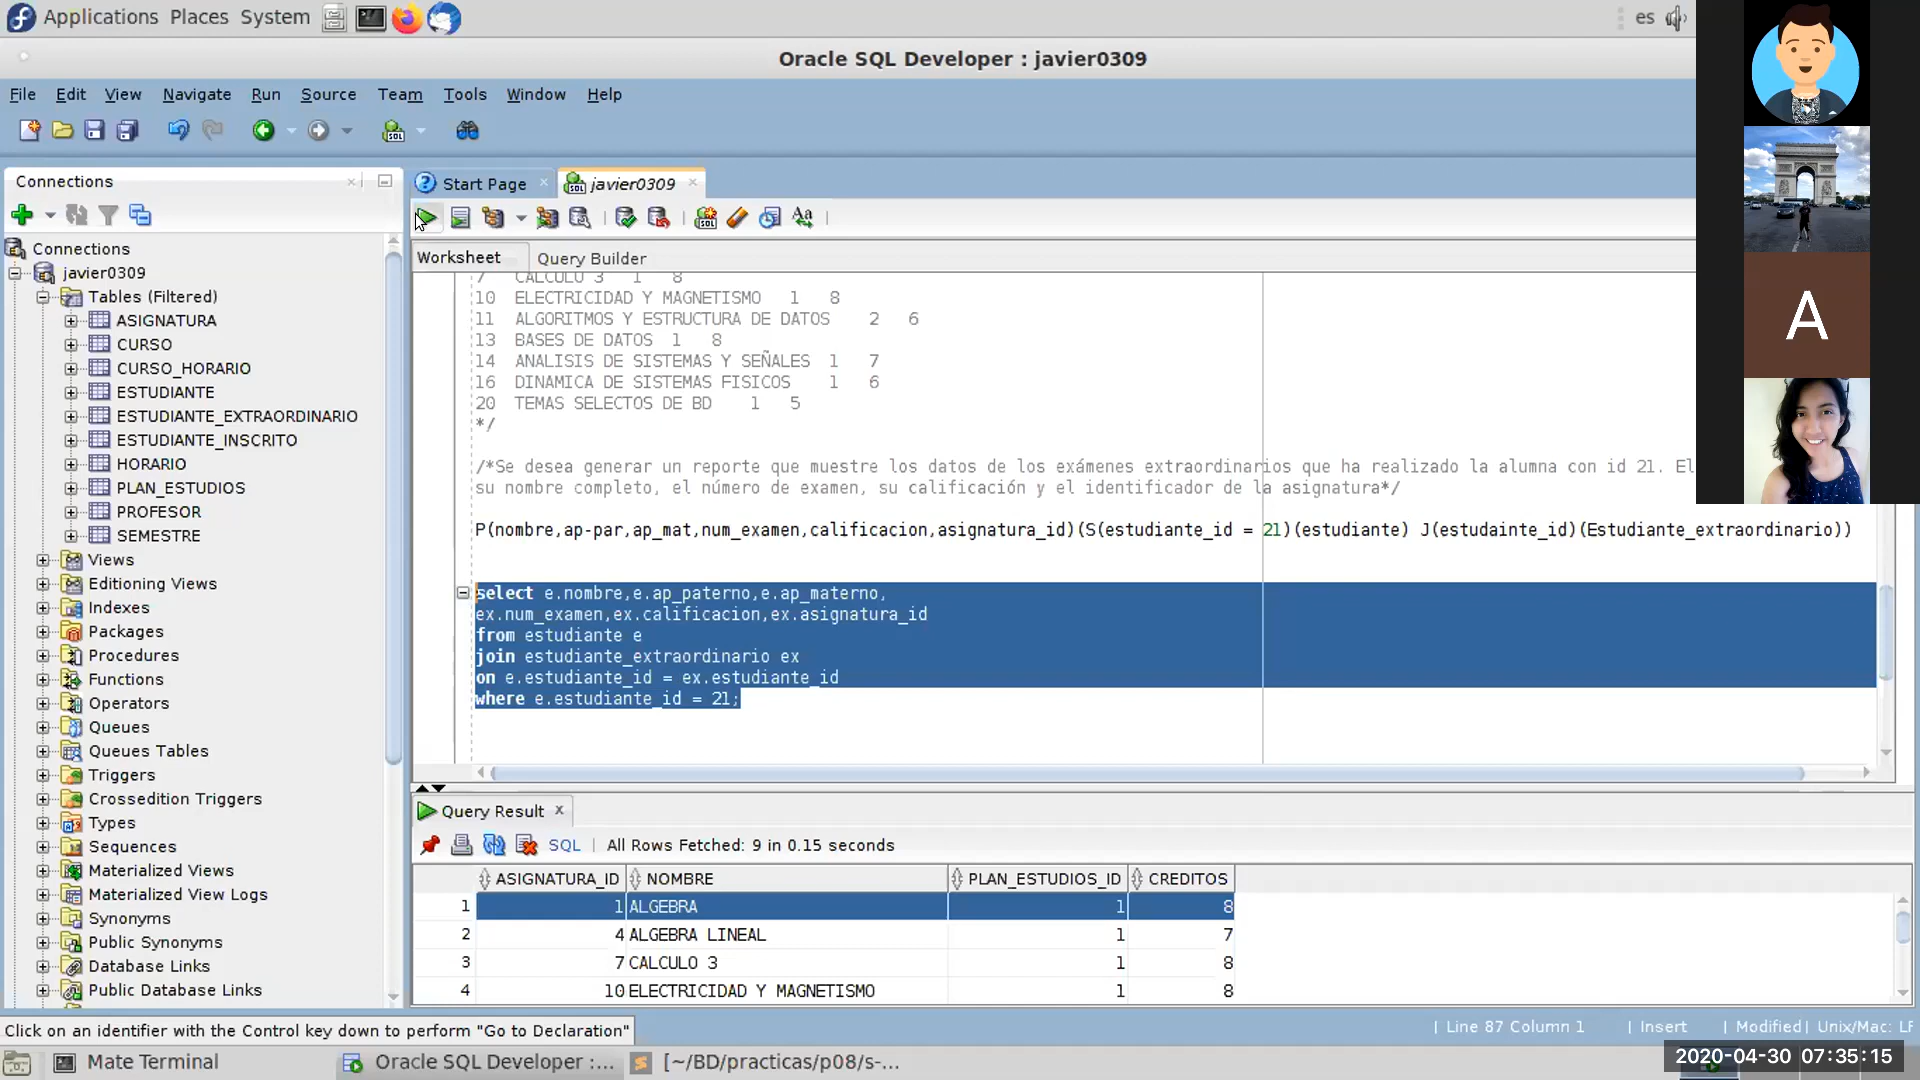 Applications Places System es
Oracle SQL Developer : javier0309
File Edit View Navigate Run Source Team Tools Window Help
Connections
Start Page javier0309
Worksheet Query Builder
Connections
javier0309
Tables (Filtered)
ASIGNATURA
CURSO
CURSO_HORARIO
ESTUDIANTE
ESTUDIANTE_EXTRAORDINARIO
ESTUDIANTE_INSCRITO
HORARIO
PLAN_ESTUDIOS
PROFESOR
SEMESTRE
Views
Editioning Views
Indexes
Packages
Procedures
Functions
Operators
Queues
Queues Tables
Triggers
Crossedition Triggers
Types
Sequences
Materialized Views
Materialized View Logs
Synonyms
Public Synonyms
Database Links
Public Database Links
7 CALCULO 3 1 8
10 ELECTRICIDAD Y MAGNETISMO 1 8
11 ALGORITMOS Y ESTRUCTURA DE DATOS 2 6
13 BASES DE DATOS 1 8
14 ANALISIS DE SISTEMAS Y SEÑALES 1 7
16 DINAMICA DE SISTEMAS FISICOS 1 6
20 TEMAS SELECTOS DE BD 1 5
*/
/*Se desea generar un reporte que muestre los datos de los exámenes extraordinarios que ha realizado la alumna con id 21. El
su nombre completo, el número de examen, su calificación y el identificador de la asignatura*/
P(nombre,ap-par,ap_mat,num_examen,calificacion,asignatura_id)(S(estudiante_id = 21)(estudiante) J(estudainte_id)(Estudiante_extraordinario))
select e.nombre,e.ap_paterno,e.ap_materno,
ex.num_examen,ex.calificacion,ex.asignatura_id
from estudiante e
join estudiante_extraordinario ex
on e.estudiante_id = ex.estudiante_id
where e.estudiante_id = 21;
A
Query Result
SQL | All Rows Fetched: 9 in 0.15 seconds
ASIGNATURA_ID NOMBRE PLAN_ESTUDIOS_ID CREDITOS
1 1 ALGEBRA 1 8
2 4 ALGEBRA LINEAL 1 7
3 7 CALCULO 3 1 8
4 10 ELECTRICIDAD Y MAGNETISMO 1 8
Click on an identifier with the Control key down to perform "Go to Declaration"
| Line 87 Column 1 | Insert | Modified | Unix/Mac: LF
Mate Terminal Oracle SQL Developer :... [~/BD/practicas/p08/s-...
2020-04-30 07:35:15